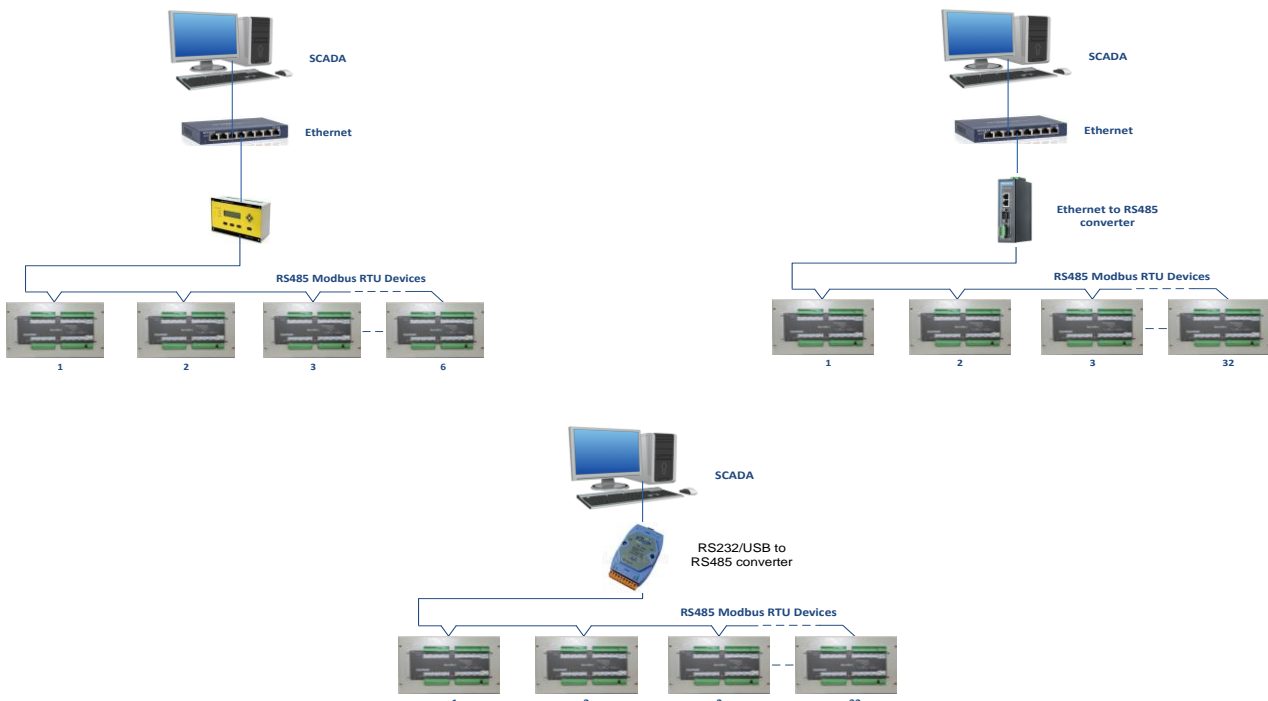 SCADA
Ethernet
RS485 Modbus RTU Devices
1 2 3 6
SCADA
Ethernet
Ethernet to RS485
converter
RS485 Modbus RTU Devices
1 2 3 32
SCADA
RS232/USB to
RS485 converter
RS485 Modbus RTU Devices